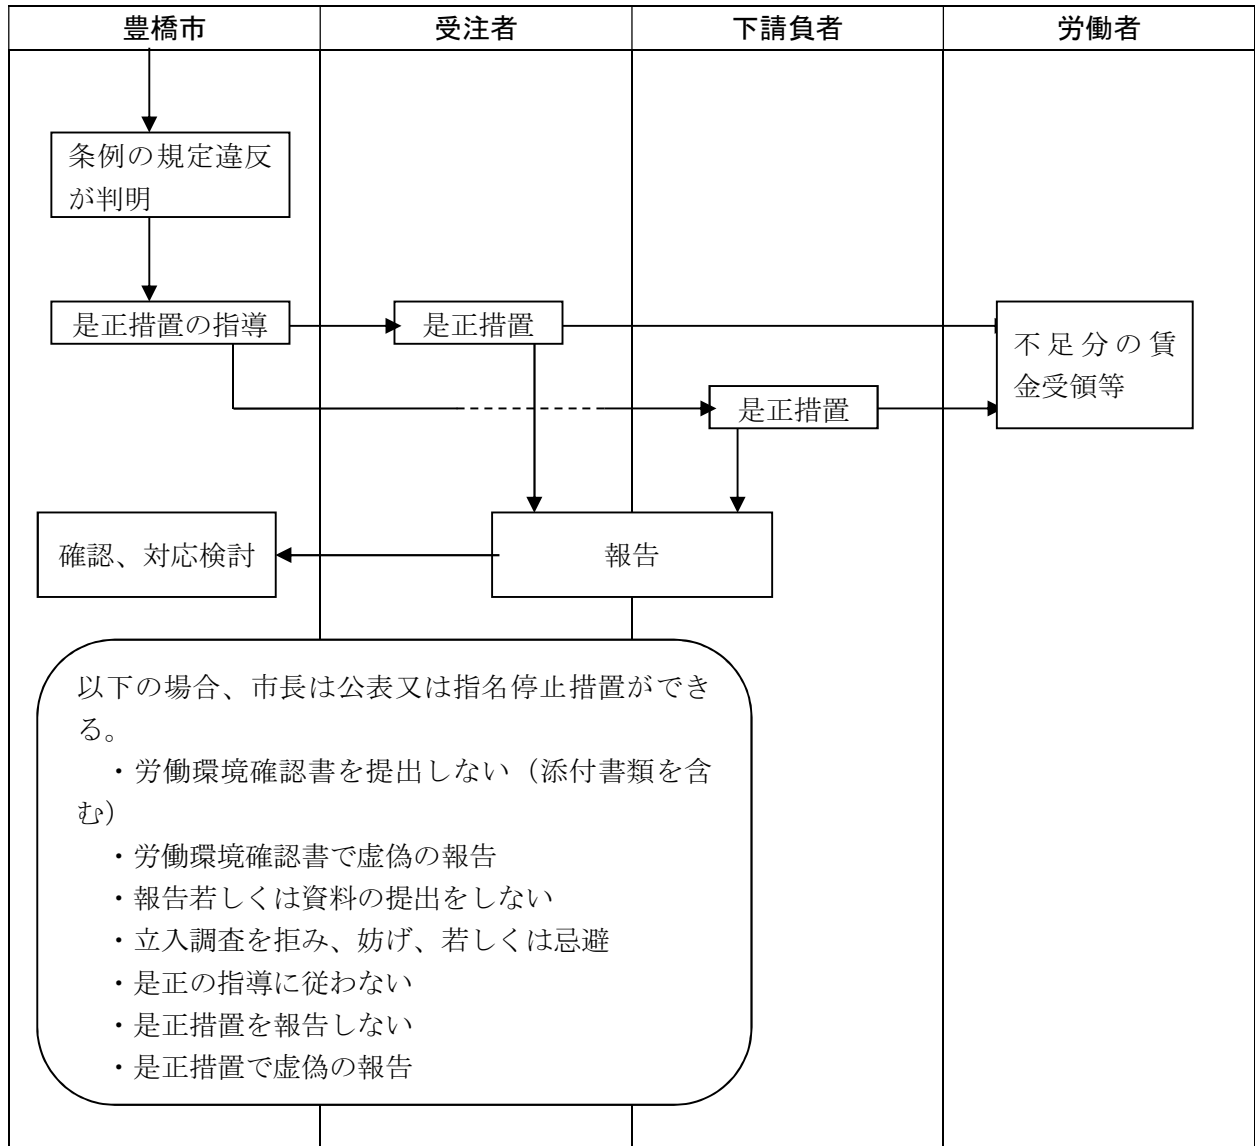 豊橋市 受注者 下請負者 労働者
条例の規定違反
が判明
是正措置の指導
是正措置
不足分の賃
金受領等
是正措置
確認、対応検討
報告
以下の場合、市長は公表又は指名停止措置ができ
る。
・労働環境確認書を提出しない（添付書類を含
む）
・労働環境確認書で虚偽の報告
・報告若しくは資料の提出をしない
・立入調査を拒み、妨げ、若しくは忌避
・是正の指導に従わない
・是正措置を報告しない
・是正措置で虚偽の報告